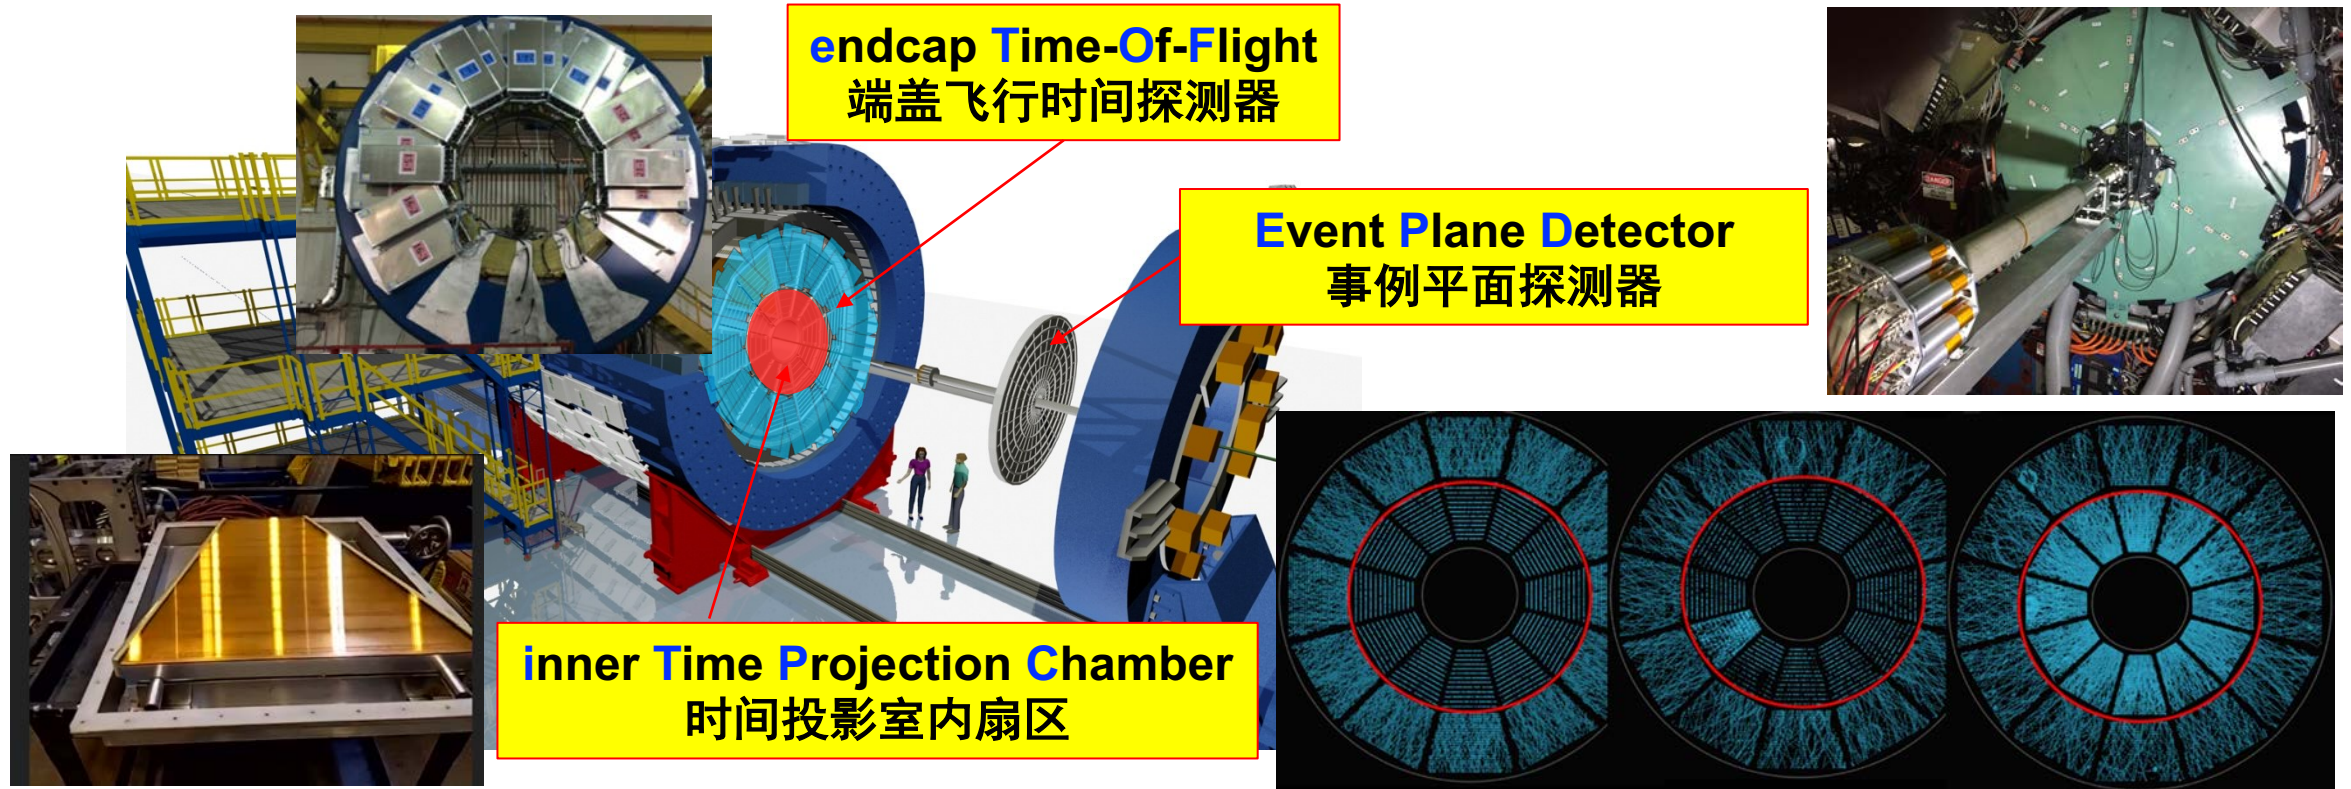 endcap Time-Of-Flight
端盖飞行时间探测器
Event Plane Detector
事例平面探测器
inner Time Projection Chamber
时间投影室内扇区